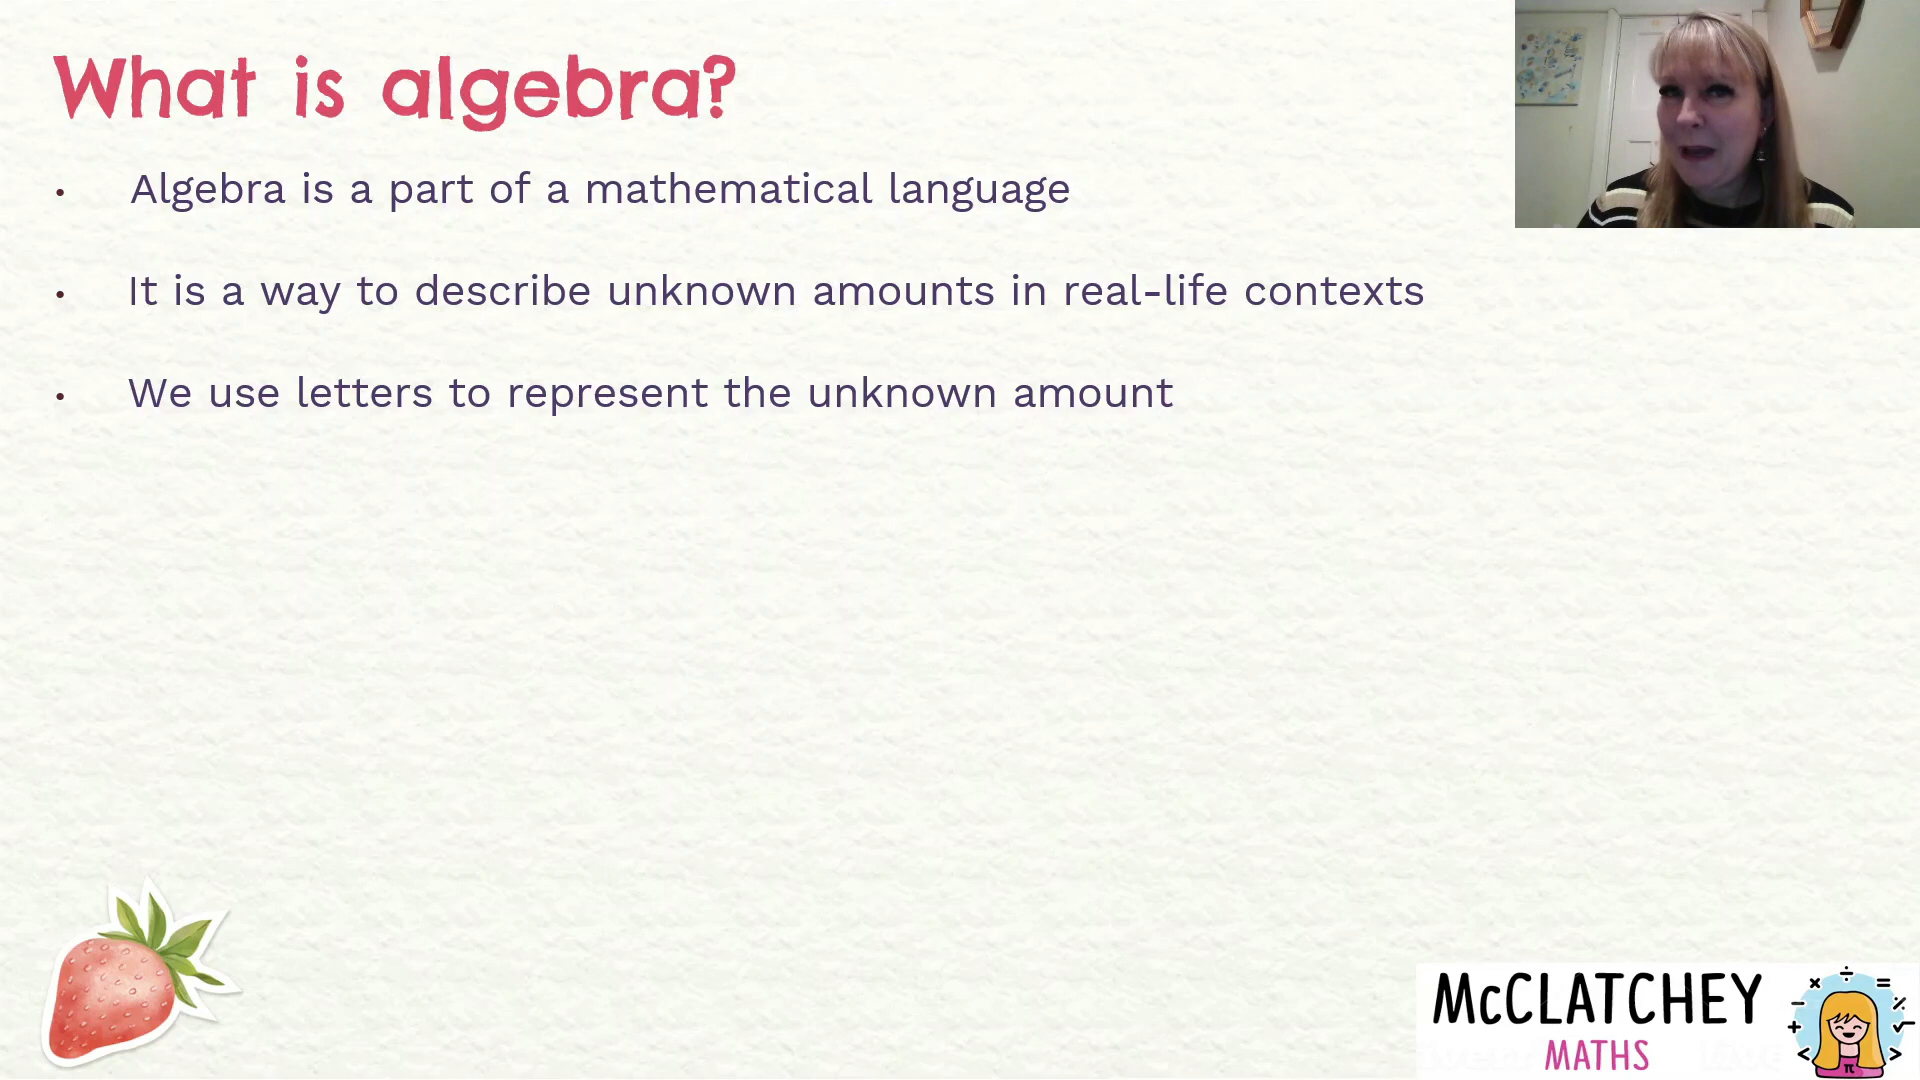 What is algebra?
• Algebra is a part of a mathematical language
• It is a way to describe unknown amounts in real-life contexts
• We use letters to represent the unknown amount
McCLATCHEY
MATHS
π